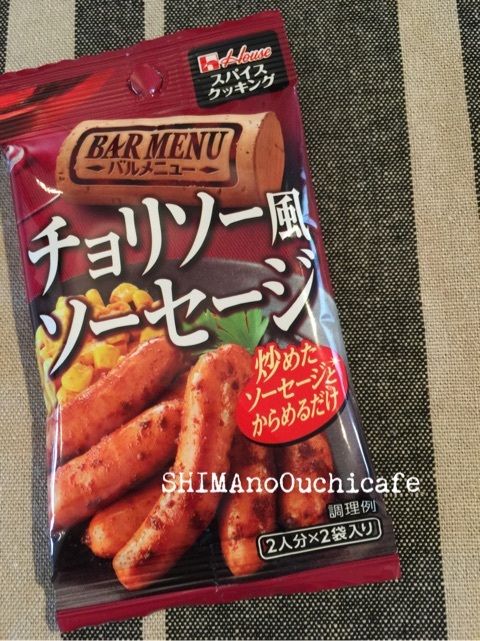 House
スパイス
クッキング
BAR MENU
バルメニュー
チョリソー風
ソーセージ
炒めた
ソーセージと
からめるだけ
SHIMAnoOuchicafe
調理例
2人分×2袋入り